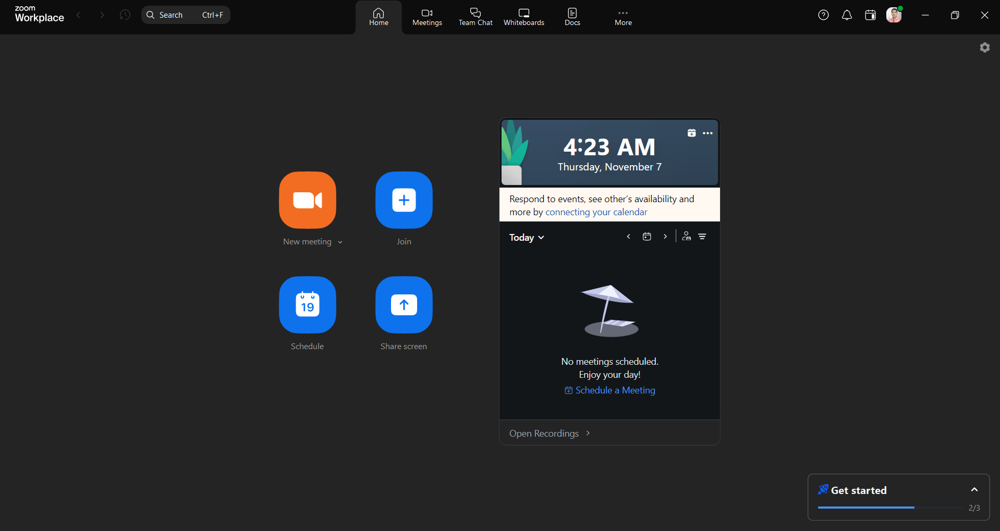 zoom
Workplace
Search Ctrl+F
Home
Meetings
Team Chat
Whiteboards
Docs
More
4:23 AM
Thursday, November 7
Respond to events, see other’s availability and
more by connecting your calendar
Today
New meeting
Join
19
Schedule
Share screen
No meetings scheduled.
Enjoy your day!
Schedule a Meeting
Open Recordings
Get started
2/3